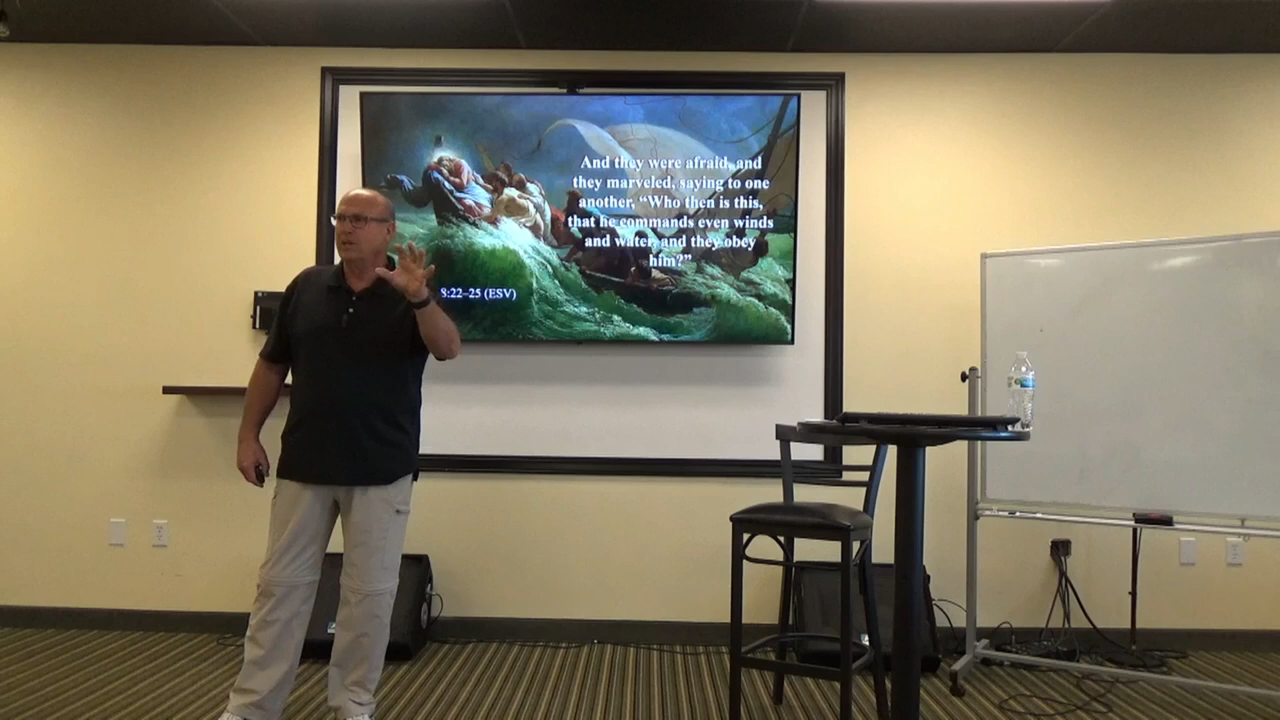 And they were afraid, and
they marveled, saying to one
another, “Who then is this,
that he commands even winds
and water, and they obey
him?”
8:22–25 (ESV)